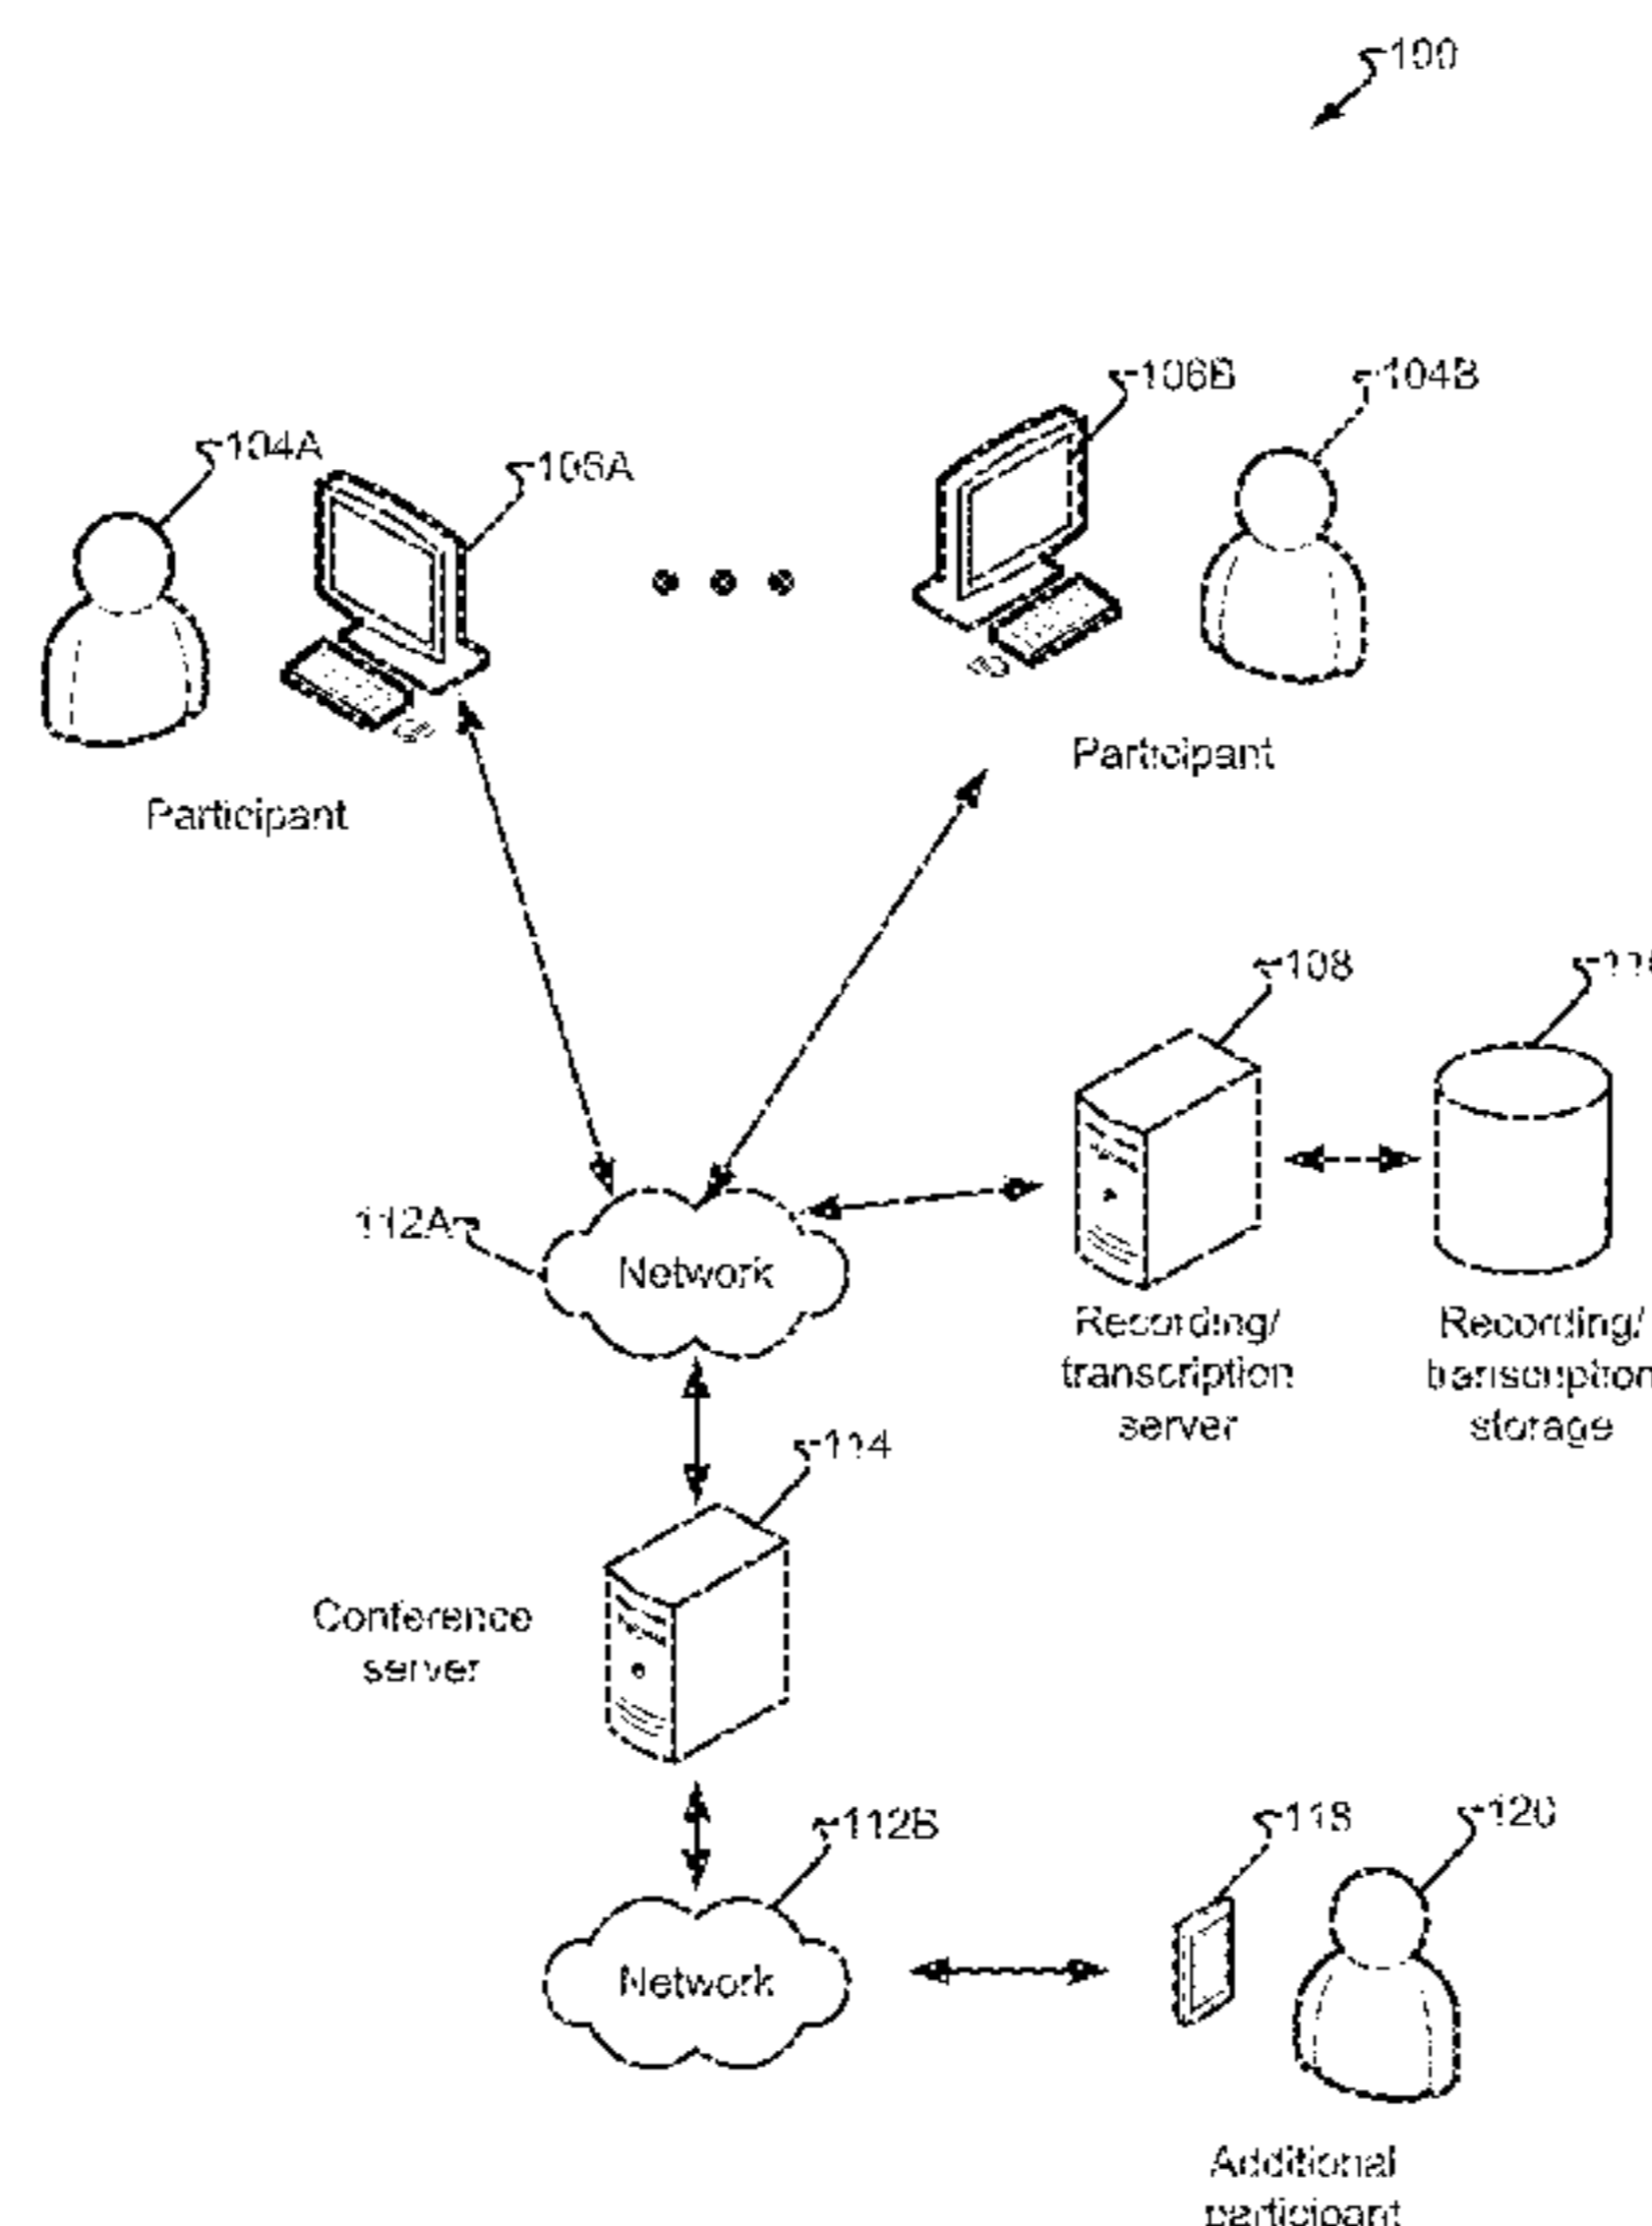 100
106B
104B
104A
106A
Participant
Participant
108
112A
Network
Recording/
transcription
server
Recording/
transcription
storage
114
Conference
server
112B
118
120
Network
Additional
participant